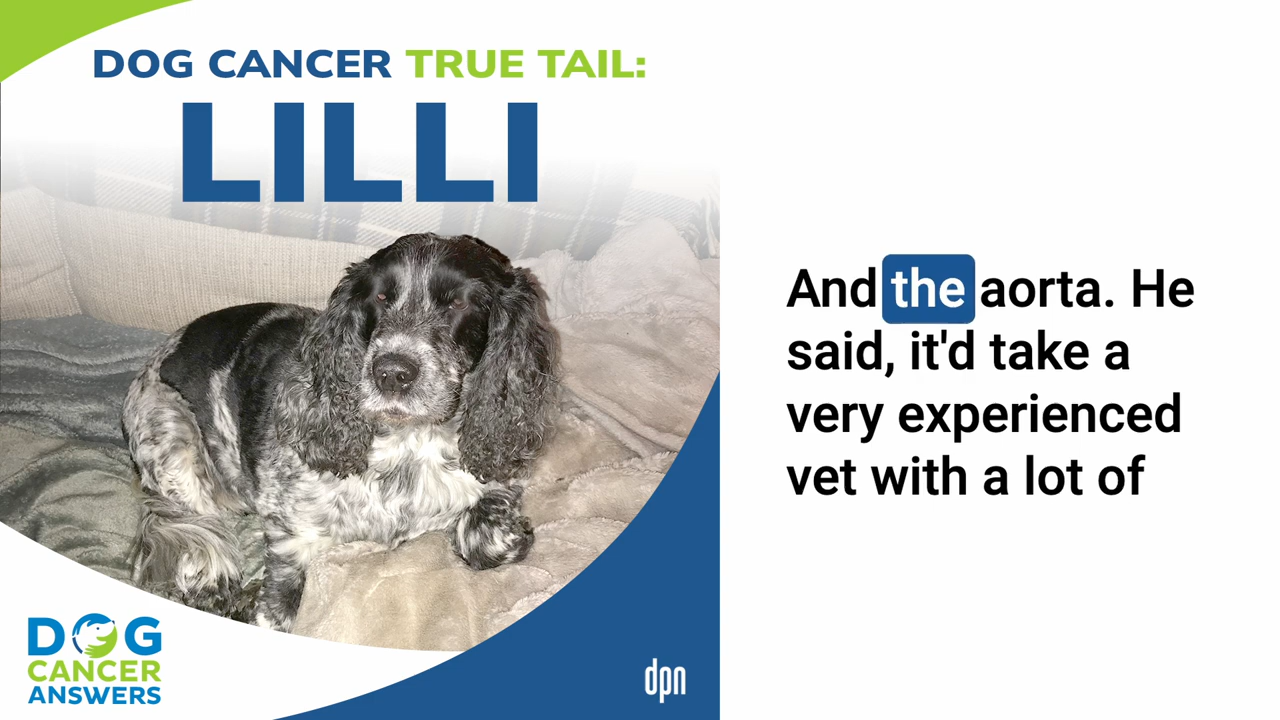 DOG CANCER TRUE TAIL:
LILLI
And the aorta. He
said, it'd take a
very experienced
vet with a lot of
DOG
CANCER
ANSWERS
dpn